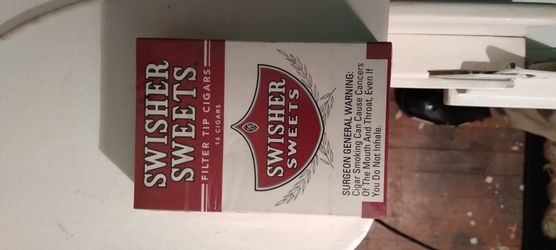 SWISHER
SWEETS
FILTER TIP CIGARS
16 CIGARS
SWISHER
SWEETS
SURGEON GENERAL WARNING:
Cigar Smoking Can Cause Cancers
Of The Mouth And Throat, Even If
You Do Not Inhale.